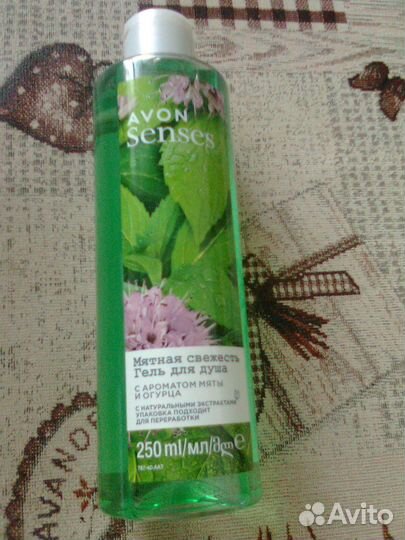 AVON
senses
Мятная свежесть
Гель для душа
С АРОМАТОМ МЯТЫ
И ОГУРЦА
С НАТУРАЛЬНЫМИ ЭКСТРАКТАМИ
УПАКОВКА ПОДХОДИТ
ДЛЯ ПЕРЕРАБОТКИ
250 ml/мл/მლ e
Avito